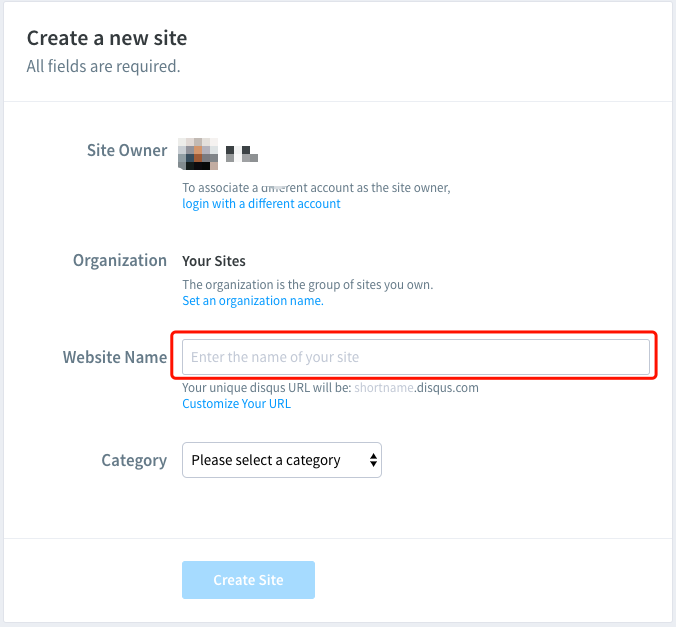 Create a new site
All fields are required.
Site Owner
To associate a different account as the site owner,
login with a different account
Organization
Your Sites
The organization is the group of sites you own.
Set an organization name.
Website Name
Enter the name of your site
Your unique disqus URL will be: shortname.disqus.com
Customize Your URL
Category
Please select a category
Create Site